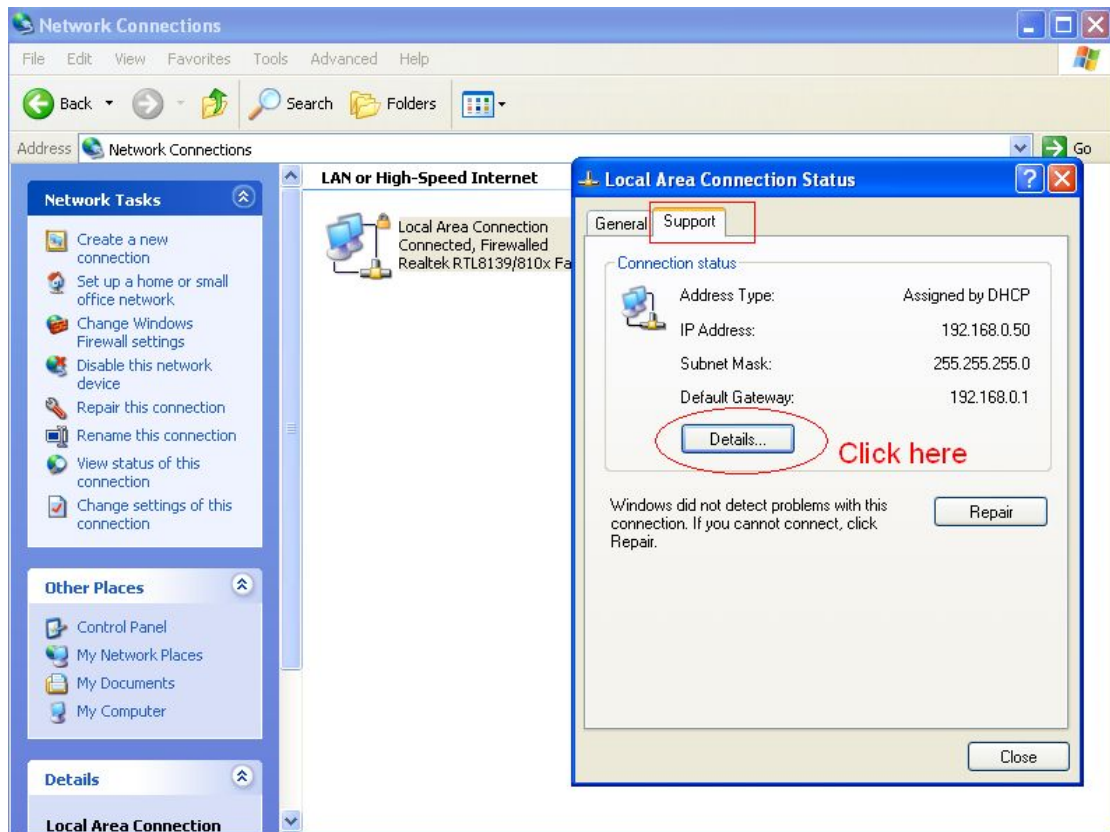 Network Connections
File Edit View Favorites Tools Advanced Help
Back Search Folders
Address Network Connections Go
Network Tasks
Create a new
connection
Set up a home or small
office network
Change Windows
Firewall settings
Disable this network
device
Repair this connection
Rename this connection
View status of this
connection
Change settings of this
connection
Other Places
Control Panel
My Network Places
My Documents
My Computer
Details
Local Area Connection
LAN or High-Speed Internet
Local Area Connection
Connected, Firewalled
Realtek RTL8139/810x Fa
Local Area Connection Status
General Support
Connection status
Address Type: Assigned by DHCP
IP Address: 192.168.0.50
Subnet Mask: 255.255.255.0
Default Gateway: 192.168.0.1
Details...
Click here
Windows did not detect problems with this
connection. If you cannot connect, click
Repair.
Repair
Close